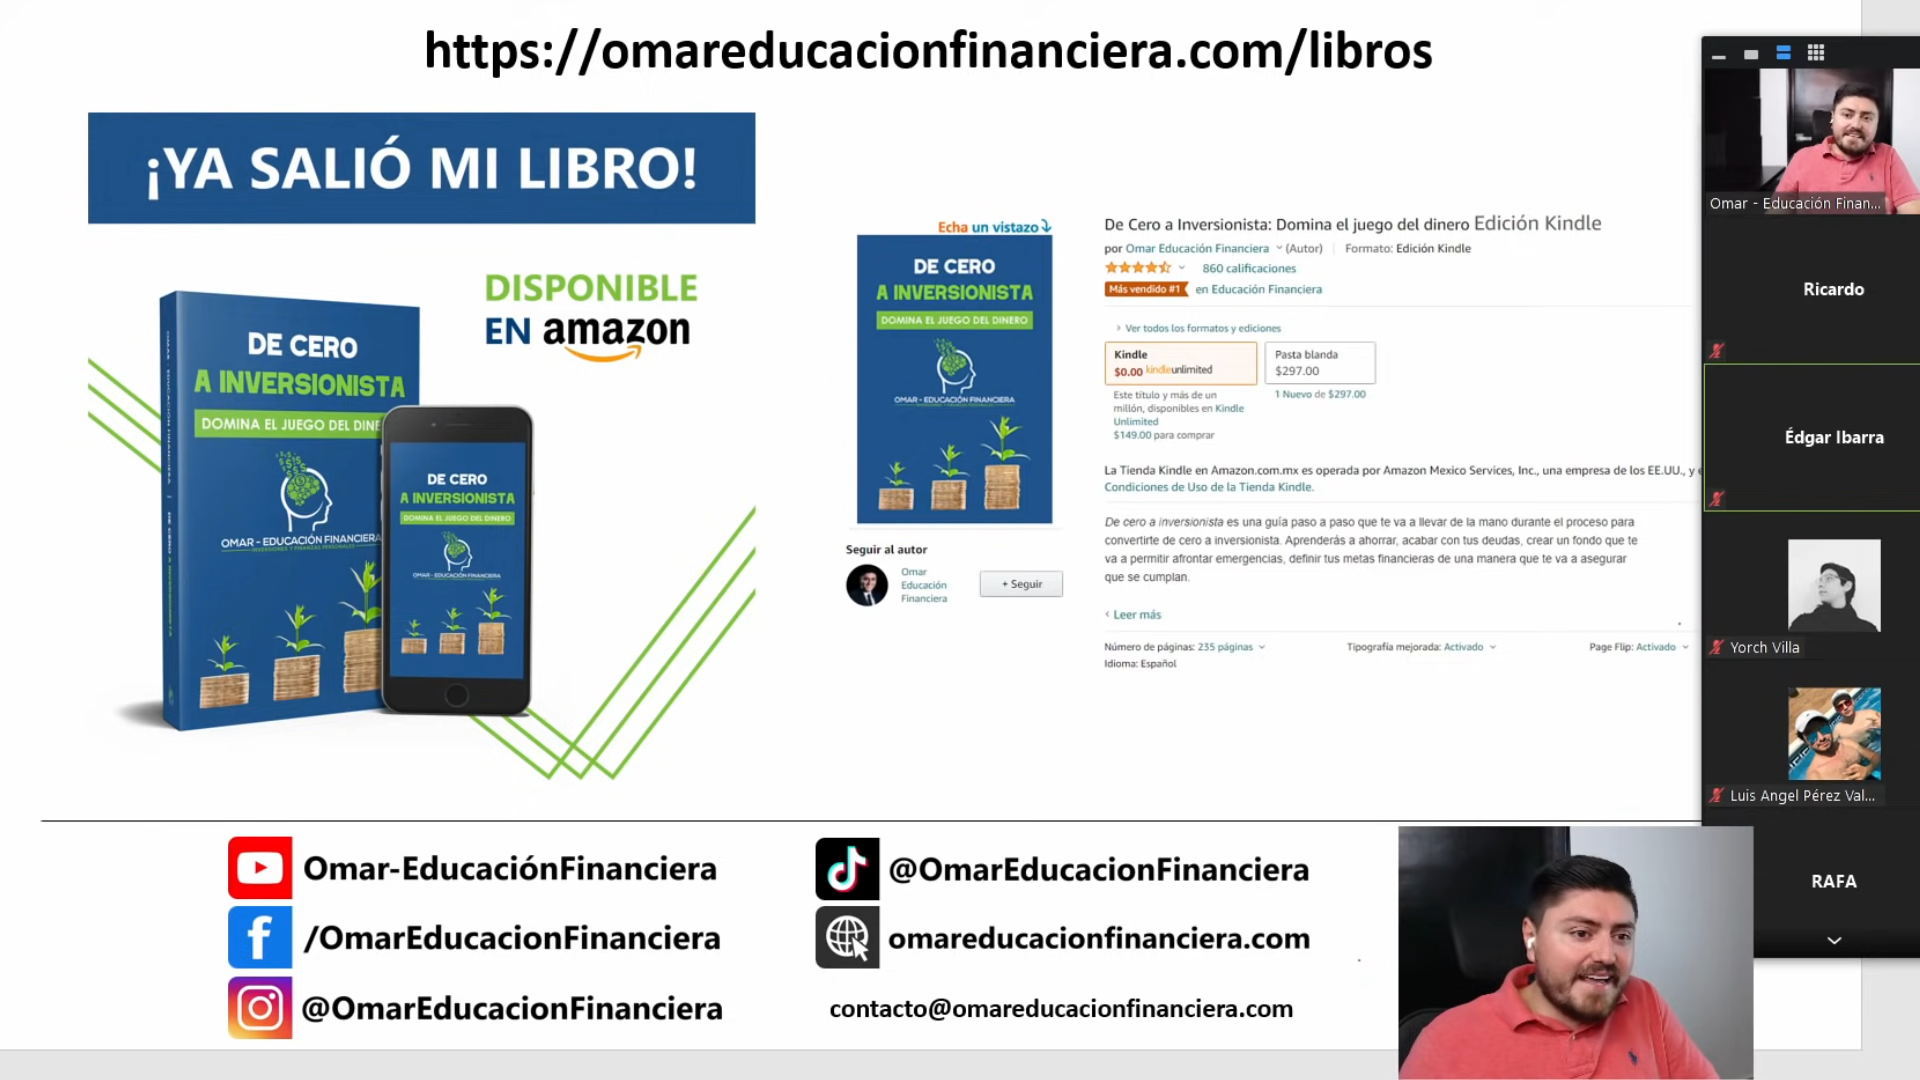 https://omareducacionfinanciera.com/libros
¡YA SALIÓ MI LIBRO!
DISPONIBLE
EN amazon
DE CERO
A INVERSIONISTA
DOMINA EL JUEGO DEL DINE
OMAR - EDUCACIÓN FINANCIERA
INVERSIONES Y FINANZAS PERSONALES
DE CERO
A INVERSIONISTA
DOMINA EL JUEGO DEL DINERO
OMAR - EDUCACIÓN FINANCIERA
Echa un vistazo
DE CERO
A INVERSIONISTA
DOMINA EL JUEGO DEL DINERO
OMAR - EDUCACIÓN FINANCIERA
Seguir al autor
Omar
Educación
Financiera
+ Seguir
De Cero a Inversionista: Domina el juego del dinero Edición Kindle
por Omar Educación Financiera (Autor) Formato: Edición Kindle
860 calificaciones
Más vendido #1 en Educación Financiera
Ver todos los formatos y ediciones
Kindle
$0.00 kindleunlimited
Pasta blanda
$297.00
Este título y más de un
millón, disponibles en Kindle
Unlimited
$149.00 para comprar
1 Nuevo de $297.00
La Tienda Kindle en Amazon.com.mx es operada por Amazon Mexico Services, Inc., una empresa de los EE.UU., y e
Condiciones de Uso de la Tienda Kindle.
De cero a inversionista es una guía paso a paso que te va a llevar de la mano durante el proceso para
convertirte de cero a inversionista. Aprenderás a ahorrar, acabar con tus deudas, crear un fondo que te
va a permitir afrontar emergencias, definir tus metas financieras de una manera que te va a asegurar
que se cumplan.
Leer más
Número de páginas: 235 páginas
Tipografía mejorada: Activado
Page Flip: Activado
Idioma: Español
Omar-EducaciónFinanciera
/OmarEducacionFinanciera
@OmarEducacionFinanciera
@OmarEducacionFinanciera
omareducacionfinanciera.com
contacto@omareducacionfinanciera.com
Omar - Educación Finan...
Ricardo
Édgar Ibarra
Yorch Villa
Luis Angel Pérez Val...
RAFA